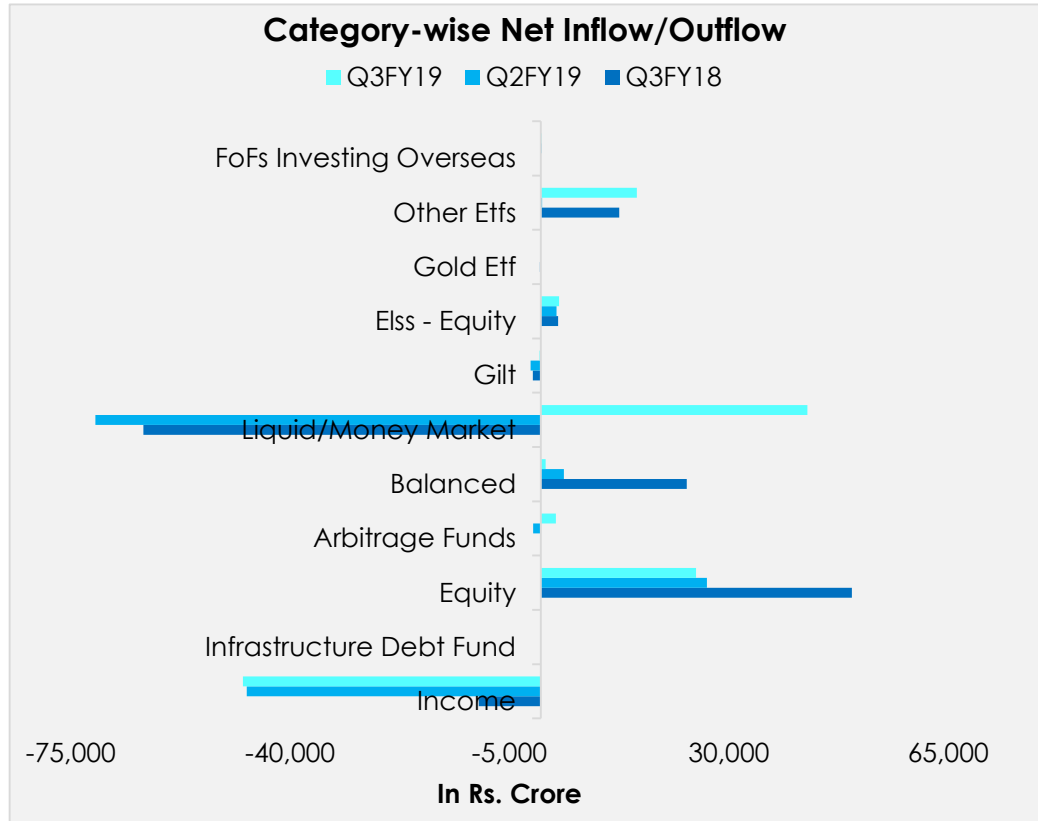 Category-wise Net Inflow/Outflow
Q3FY19 Q2FY19 Q3FY18
FoFs Investing Overseas
Other Etfs
Gold Etf
Elss - Equity
Gilt
Liquid/Money Market
Balanced
Arbitrage Funds
Equity
Infrastructure Debt Fund
Income
-75,000 -40,000 -5,000 30,000 65,000
In Rs. Crore